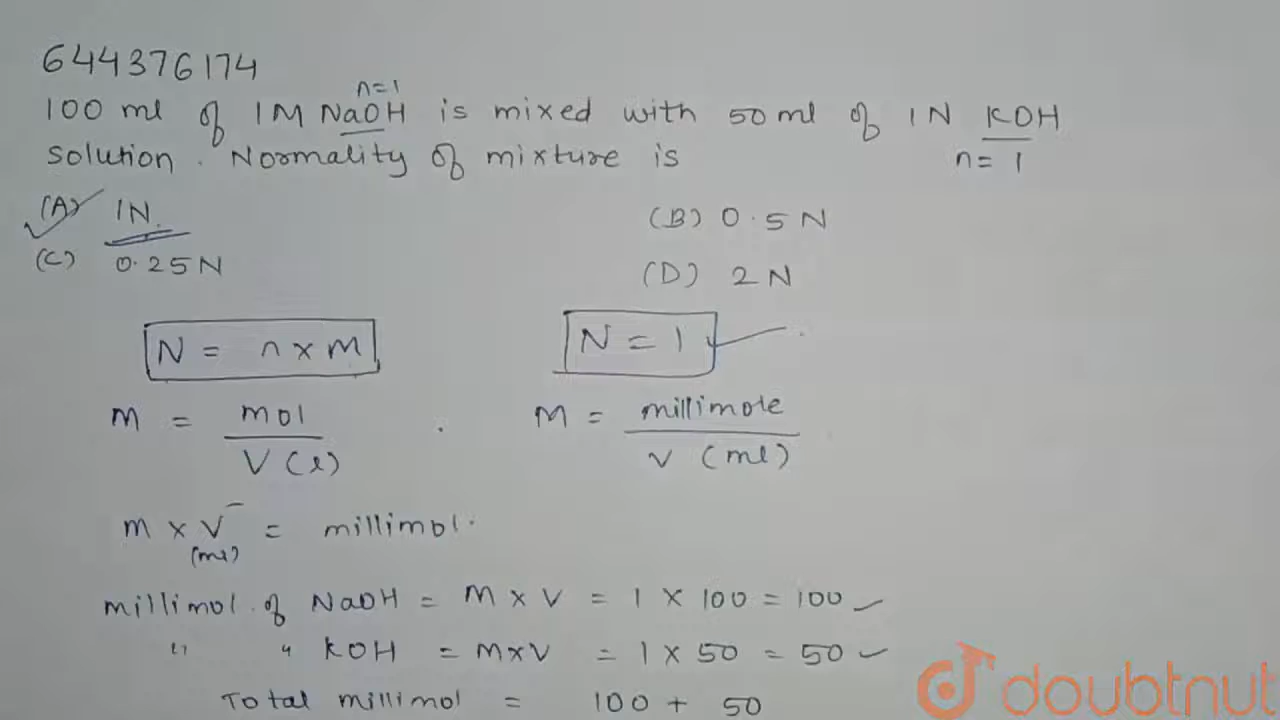 644376174
n=1
100 ml of 1M NaOH is mixed with 50 ml of 1N KOH
solution. Normality of mixture is
n= 1
(A) 1N.
(B) 0.5 N
(C) 0.25N
(D) 2 N
N = n x M
N = 1
M = mol / V (l)
M = millimole / V (ml)
M x V = millimol.
(ml)
millimol. of NaOH = M x V = 1 x 100 = 100
" " KOH = MxV = 1 x 50 = 50
Total millimol = 100 + 50
doubtnut